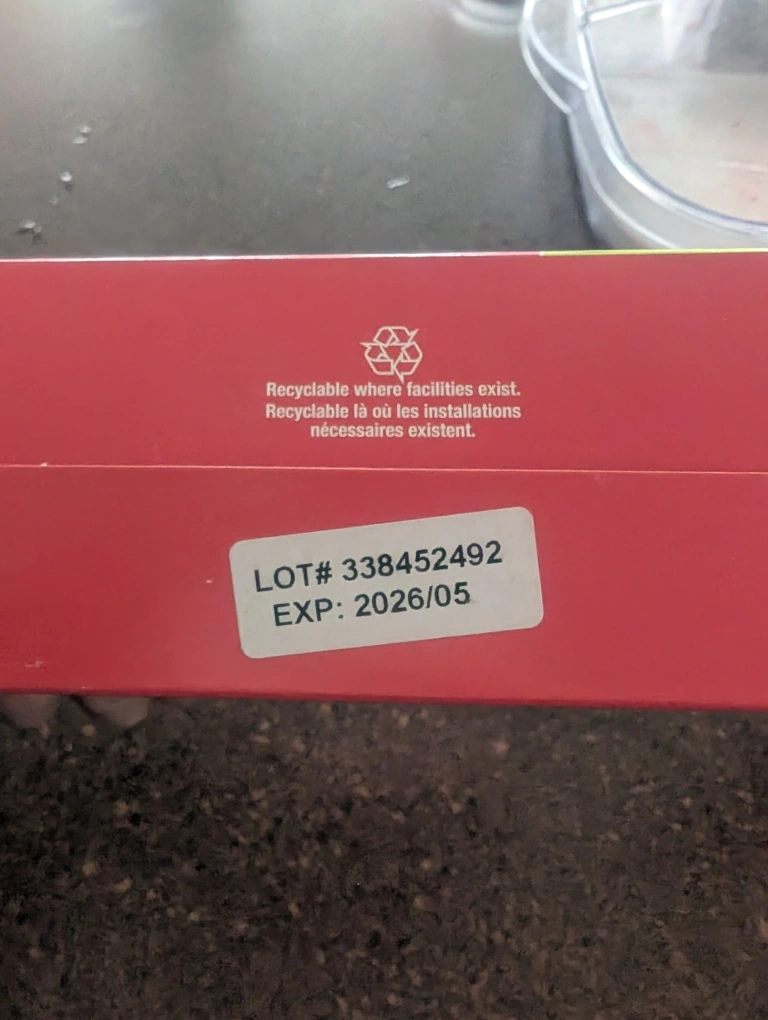 Recyclable where facilities exist.
Recyclable là où les installations
nécessaires existent.
LOT# 338452492
EXP: 2026/05